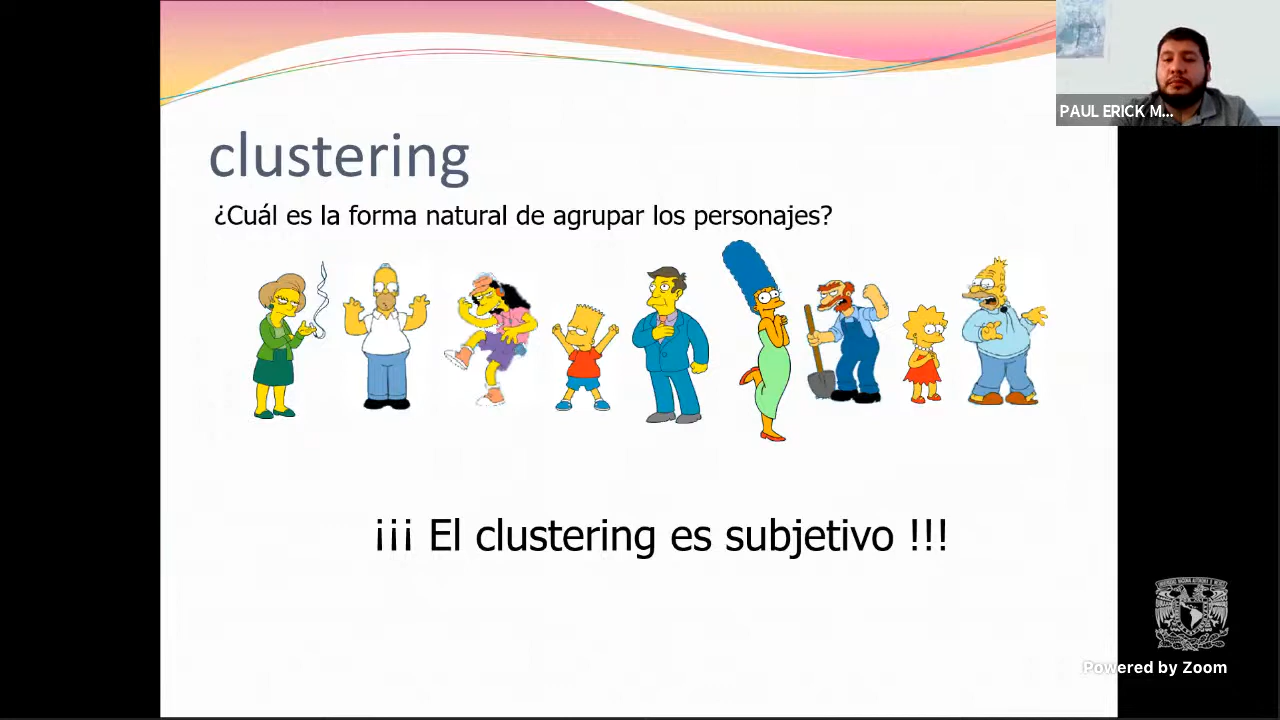 PAUL ERICK M...
clustering
¿Cuál es la forma natural de agrupar los personajes?
¡¡¡ El clustering es subjetivo !!!
Powered by Zoom